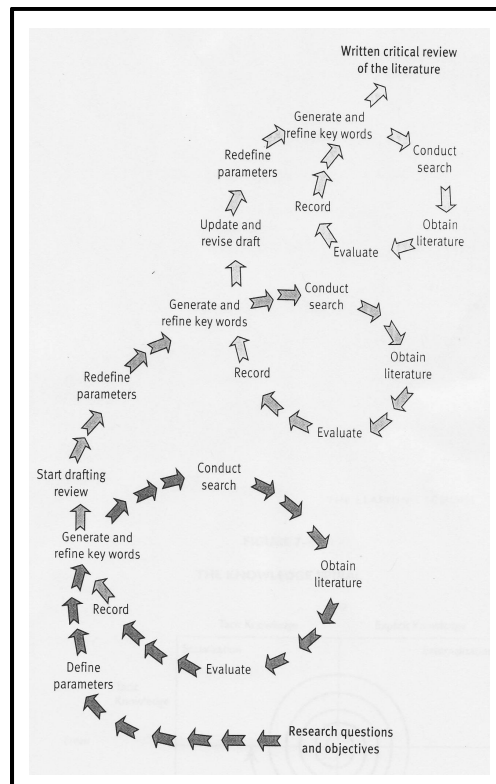 Written critical review
of the literature
Generate and
refine key words
Conduct
search
Redefine
parameters
Record
Obtain
literature
Update and
revise draft
Evaluate
Conduct
search
Generate and
refine key words
Obtain
literature
Record
Redefine
parameters
Evaluate
Conduct
search
Start drafting
review
Generate and
refine key words
Obtain
literature
Record
Evaluate
Define
parameters
Research questions
and objectives